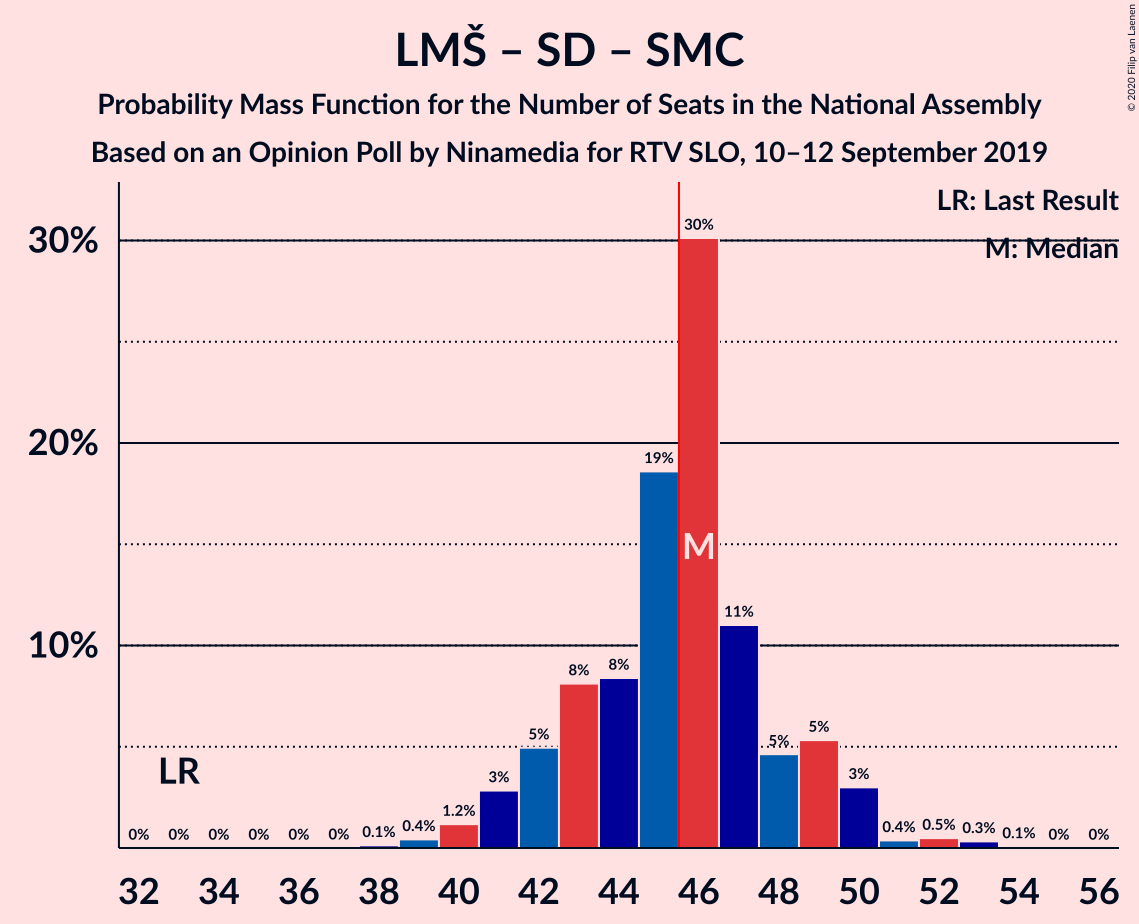 LMŠ – SD – SMC
Probability Mass Function for the Number of Seats in the National Assembly
Based on an Opinion Poll by Ninamedia for RTV SLO, 10–12 September 2019
© 2020 Filip van Laenen
LR: Last Result
M: Median
30%
20%
10%
30%
19%
M
11%
8%
8%
5%
5%
5%
LR
3%
3%
0% 0% 0% 0% 0% 0% 0.1% 0.4% 1.2% 0.4% 0.5% 0.3% 0.1% 0% 0%
32 34 36 38 40 42 44 46 48 50 52 54 56